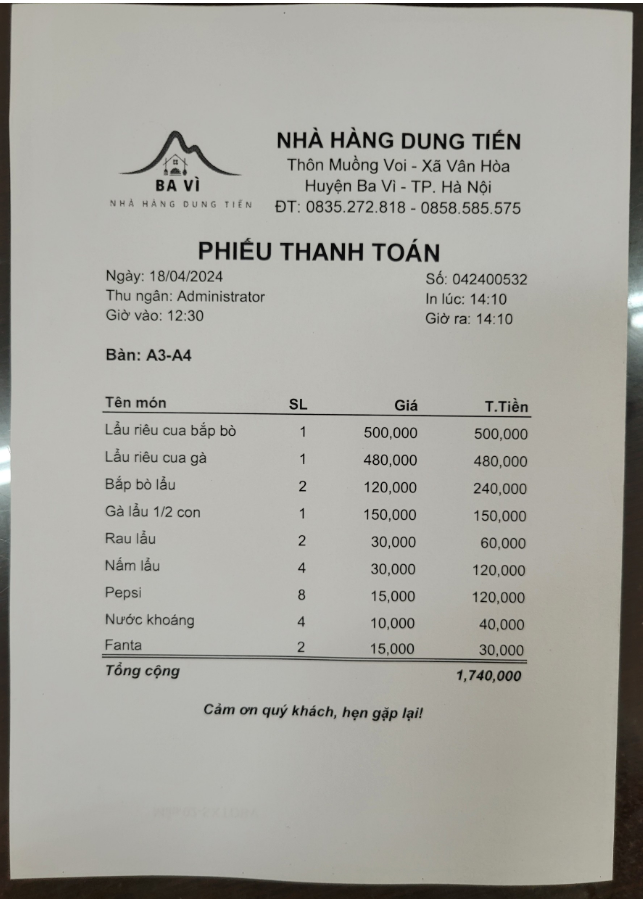 BA VÌ
NHÀ HÀNG DUNG TIẾN
NHÀ HÀNG DUNG TIẾN
Thôn Muồng Voi - Xã Vân Hòa
Huyện Ba Vì - TP. Hà Nội
ĐT: 0835.272.818 - 0858.585.575
PHIẾU THANH TOÁN
Ngày: 18/04/2024 Số: 042400532
Thu ngân: Administrator In lúc: 14:10
Giờ vào: 12:30 Giờ ra: 14:10
Bàn: A3-A4
Tên món SL Giá T.Tiền
Lẩu riêu cua bắp bò 1 500,000 500,000
Lẩu riêu cua gà 1 480,000 480,000
Bắp bò lẩu 2 120,000 240,000
Gà lẩu 1/2 con 1 150,000 150,000
Rau lẩu 2 30,000 60,000
Nấm lẩu 4 30,000 120,000
Pepsi 8 15,000 120,000
Nước khoáng 4 10,000 40,000
Fanta 2 15,000 30,000
Tổng cộng 1,740,000
Cảm ơn quý khách, hẹn gặp lại!